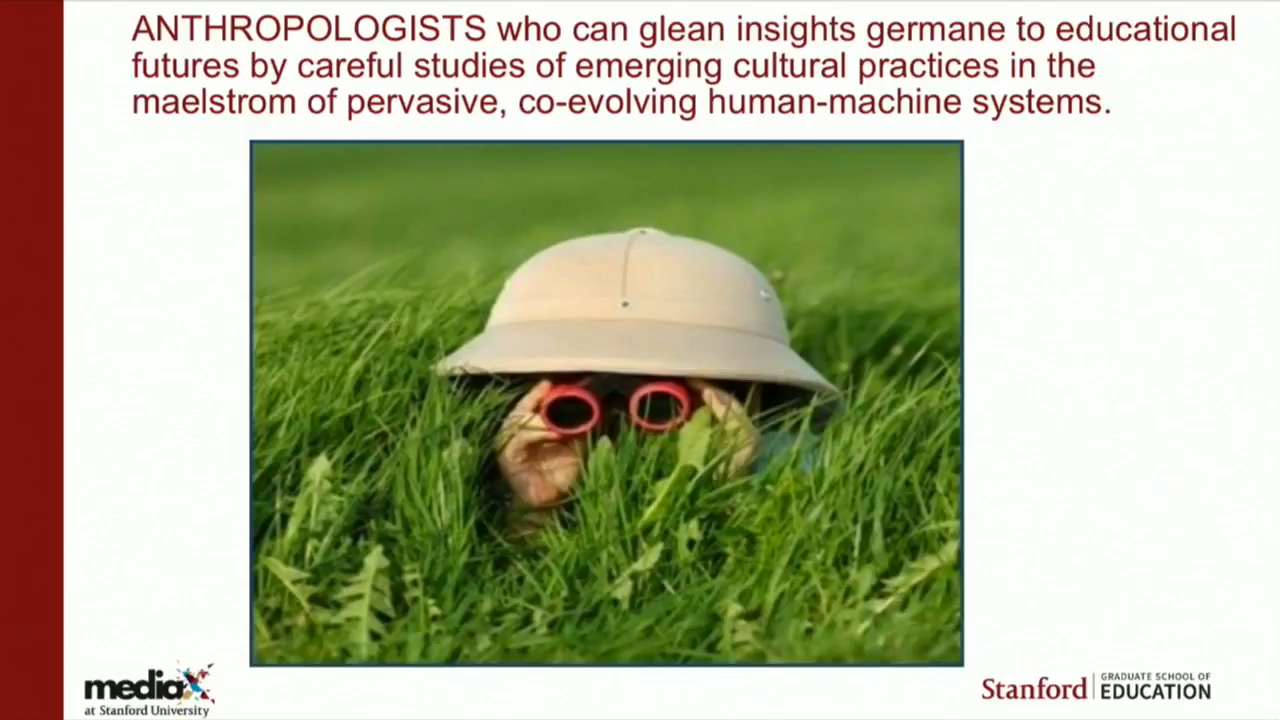 ANTHROPOLOGISTS who can glean insights germane to educational
futures by careful studies of emerging cultural practices in the
maelstrom of pervasive, co-evolving human-machine systems.
mediaX
at Stanford University
Stanford
GRADUATE SCHOOL OF
EDUCATION